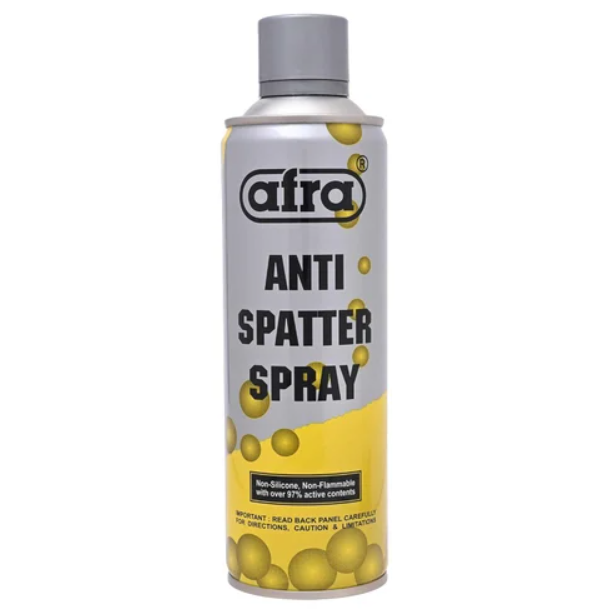 afra®
ANTI
SPATTER
SPRAY
Non-Silicone, Non-Flammable
with over 97% active contents
IMPORTANT : READ BACK PANEL CAREFULLY
FOR DIRECTIONS, CAUTION & LIMITATIONS